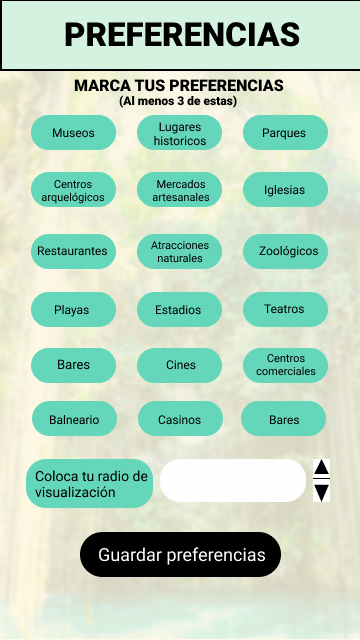 PREFERENCIAS
MARCA TUS PREFERENCIAS
(Al menos 3 de estas)
Museos
Lugares
historicos
Parques
Centros
arquelógicos
Mercados
artesanales
Iglesias
Restaurantes
Atracciones
naturales
Zoológicos
Playas
Estadios
Teatros
Bares
Cines
Centros
comerciales
Balneario
Casinos
Bares
Coloca tu radio de
visualización
Guardar preferencias